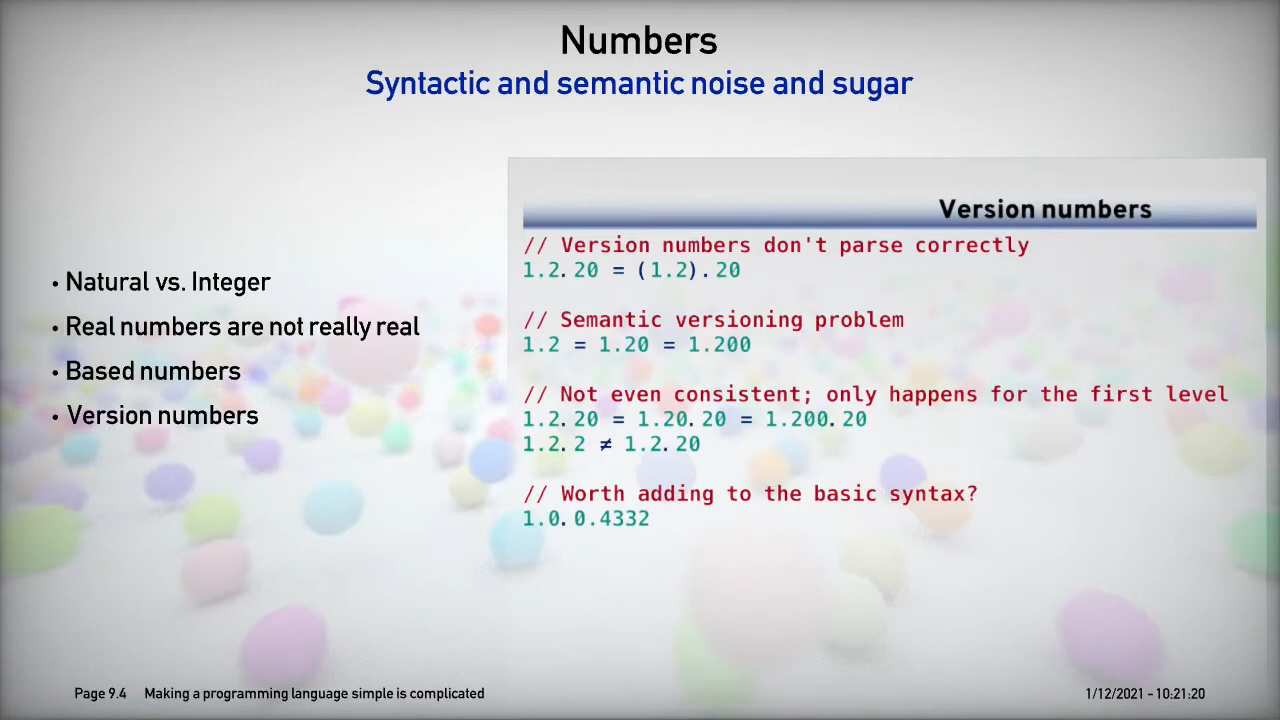 Numbers
Syntactic and semantic noise and sugar
• Natural vs. Integer
• Real numbers are not really real
• Based numbers
• Version numbers
Version numbers
// Version numbers don't parse correctly
1.2.20 = (1.2).20
// Semantic versioning problem
1.2 = 1.20 = 1.200
// Not even consistent; only happens for the first level
1.2.20 = 1.20.20 = 1.200.20
1.2.2 ≠ 1.2.20
// Worth adding to the basic syntax?
1.0.0.4332
Page 9.4 Making a programming language simple is complicated
1/12/2021 - 10:21:20